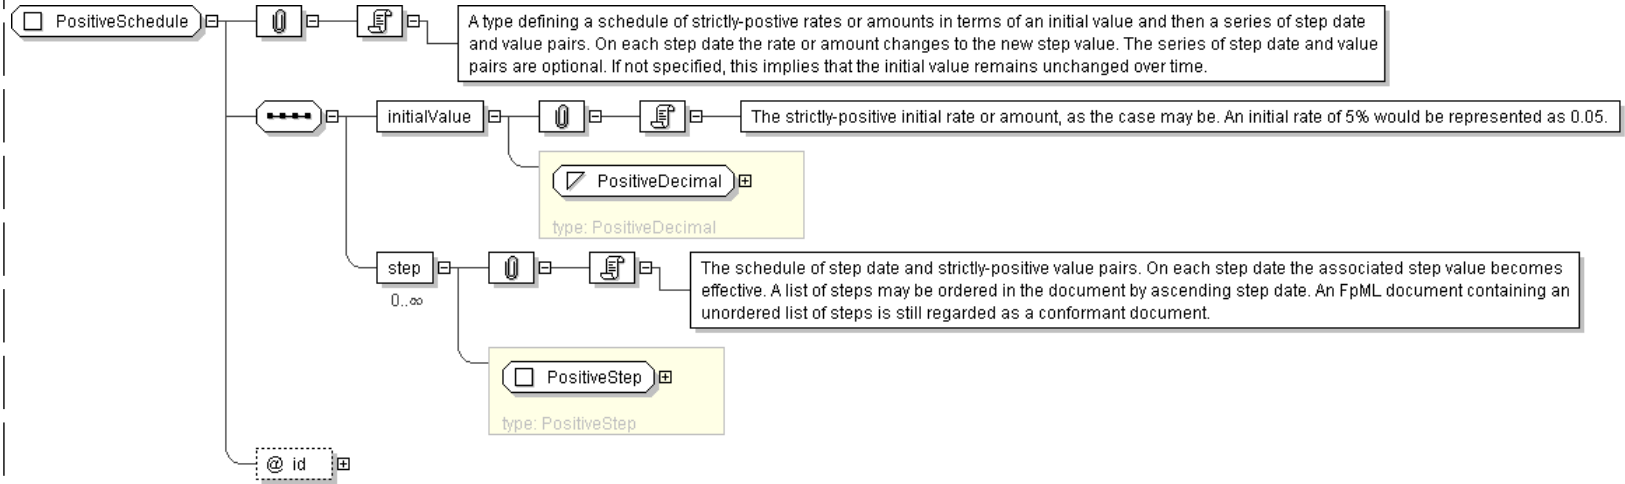 PositiveSchedule
A type defining a schedule of strictly-postive rates or amounts in terms of an initial value and then a series of step date
and value pairs. On each step date the rate or amount changes to the new step value. The series of step date and value
pairs are optional. If not specified, this implies that the initial value remains unchanged over time.
initialValue
The strictly-positive initial rate or amount, as the case may be. An initial rate of 5% would be represented as 0.05.
PositiveDecimal
type: PositiveDecimal
step
0..∞
The schedule of step date and strictly-positive value pairs. On each step date the associated step value becomes
effective. A list of steps may be ordered in the document by ascending step date. An FpML document containing an
unordered list of steps is still regarded as a conformant document.
PositiveStep
type: PositiveStep
@ id